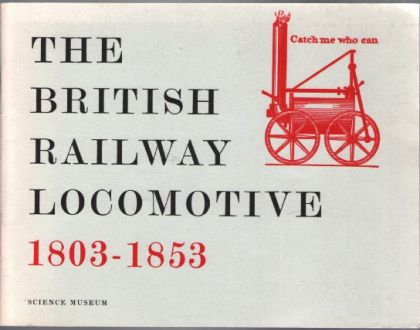 Catch me who can
THE
BRITISH
RAILWAY
LOCOMOTIVE
1803-1853
SCIENCE MUSEUM